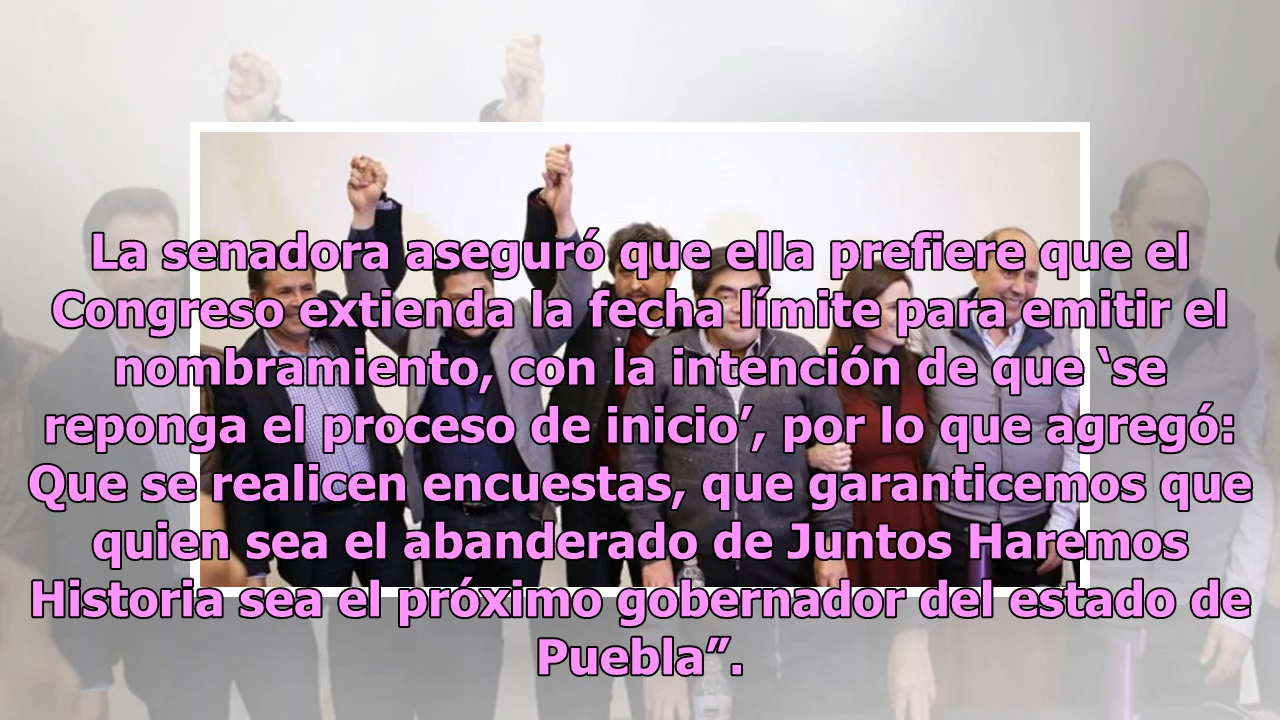 La senadora aseguró que ella prefiere que el
Congreso extienda la fecha límite para emitir el
nombramiento, con la intención de que ‘se
reponga el proceso de inicio’, por lo que agregó:
Que se realicen encuestas, que garanticemos que
quien sea el abanderado de Juntos Haremos
Historia sea el próximo gobernador del estado de
Puebla”.